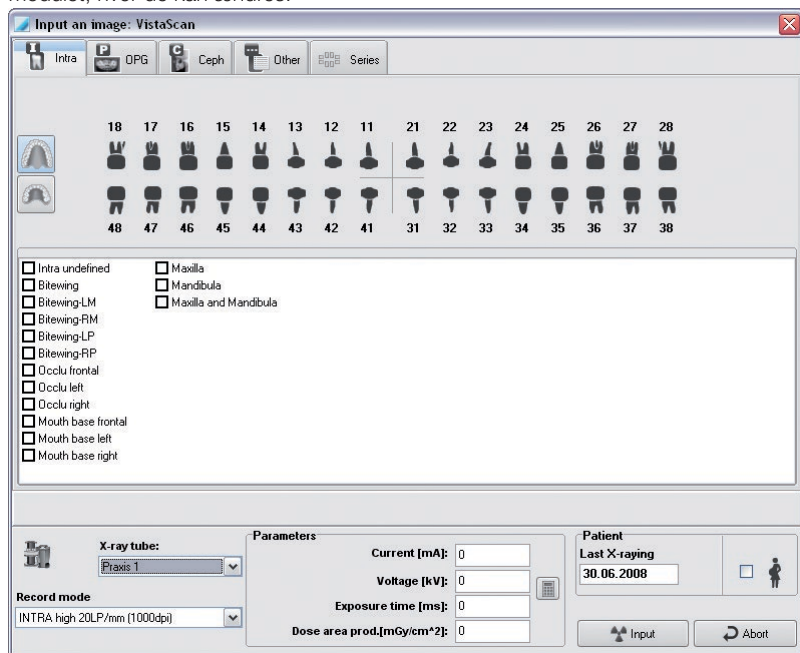 Input an image: VistaScan
Intra OPG Ceph Other Series
18 17 16 15 14 13 12 11 21 22 23 24 25 26 27 28
48 47 46 45 44 43 42 41 31 32 33 34 35 36 37 38
Intra undefined Maxilla
Bitewing Mandibula
Bitewing-LM Maxilla and Mandibula
Bitewing-RM
Bitewing-LP
Bitewing-RP
Occlu frontal
Occlu left
Occlu right
Mouth base frontal
Mouth base left
Mouth base right
X-ray tube:
Praxis 1
Record mode
INTRA high 20LP/mm (1000dpi)
Parameters
Current [mA]: 0
Voltage [kV]: 0
Exposure time [ms]: 0
Dose area prod.[mGy/cm^2]: 0
Patient
Last X-raying
30.06.2008
Input Abort